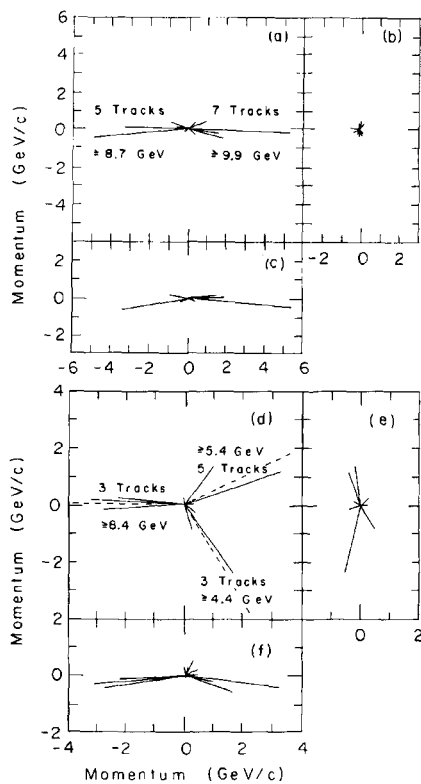 6
(a)
(b)
4
2
5 Tracks
7 Tracks
0
≥8.7 GeV
≥9.9 GeV
-2
-4
Momentum (GeV/c)
2
(c)
-2 0 2
0
-2
-6 -4 -2 0 2 4 6
4
(d)
(e)
2
≥5.4 GeV
5 Tracks
3 Tracks
0
≥6.4 GeV
-2
3 Tracks
≥4.4 GeV
Momentum (GeV/c)
2
(f)
0 2
0
-2
-4 -2 0 2 4
Momentum (GeV/c)